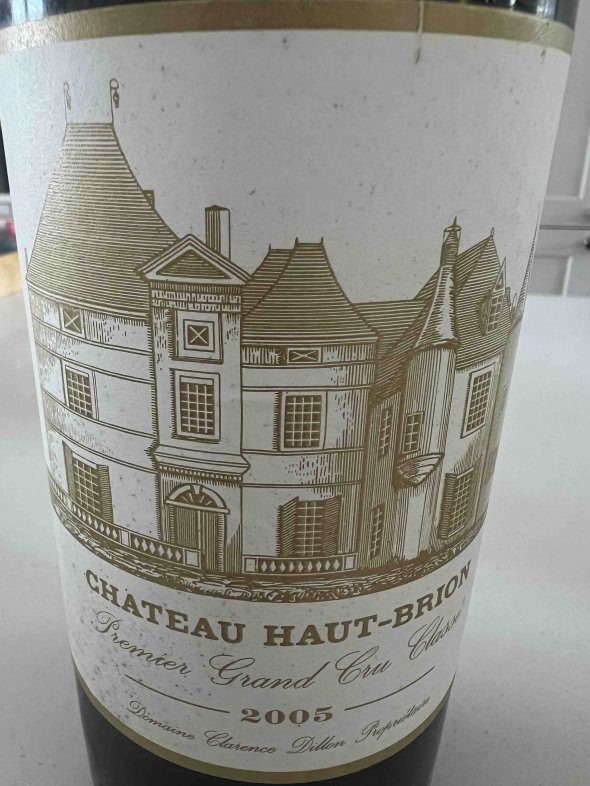 CHATEAU HAUT-BRION
Premier Grand Cru Classé
2005
Domaine Clarence Dillon Propriétaire